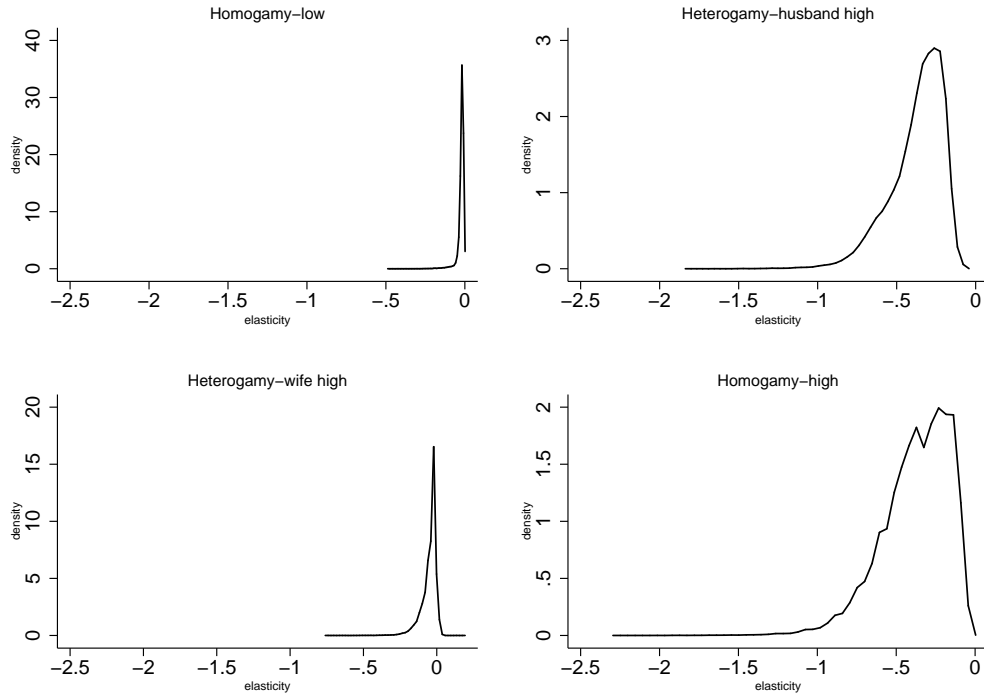 Homogamy−low
40
30
20
10
0
density
−2.5 −2 −1.5 −1 −.5 0
elasticity
Heterogamy−husband high
3
2
1
0
density
−2.5 −2 −1.5 −1 −.5 0
elasticity
Heterogamy−wife high
20
15
10
5
0
density
−2.5 −2 −1.5 −1 −.5 0
elasticity
Homogamy−high
2
1.5
1
.5
0
density
−2.5 −2 −1.5 −1 −.5 0
elasticity